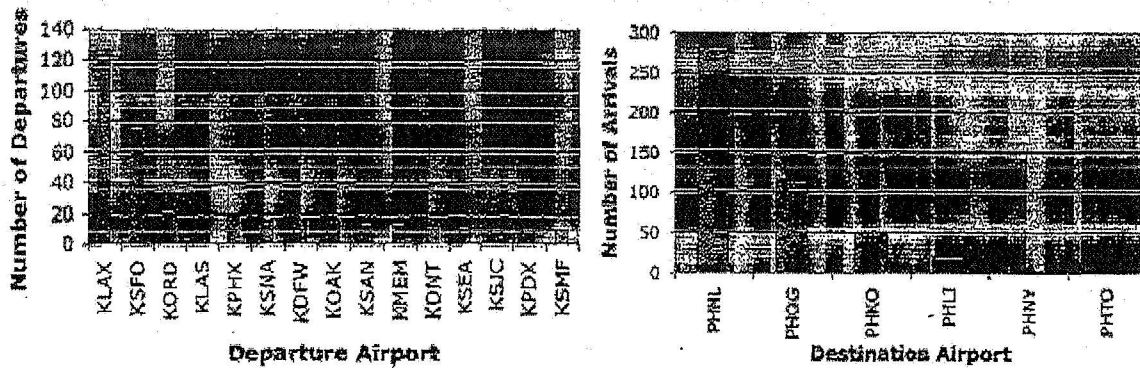 Number of Departures
140
120
100
80
60
40
20
0
KLAX
KSFO
KORD
KLAS
KPHX
KSNA
KDFW
KOAK
KSAN
KMEM
KONT
KSEA
KSJC
KPDX
KSMF
Departure Airport
Number of Arrivals
300
250
200
150
100
50
0
PHNL
PHOG
PHKO
PHLI
PHNY
PHTO
Destination Airport